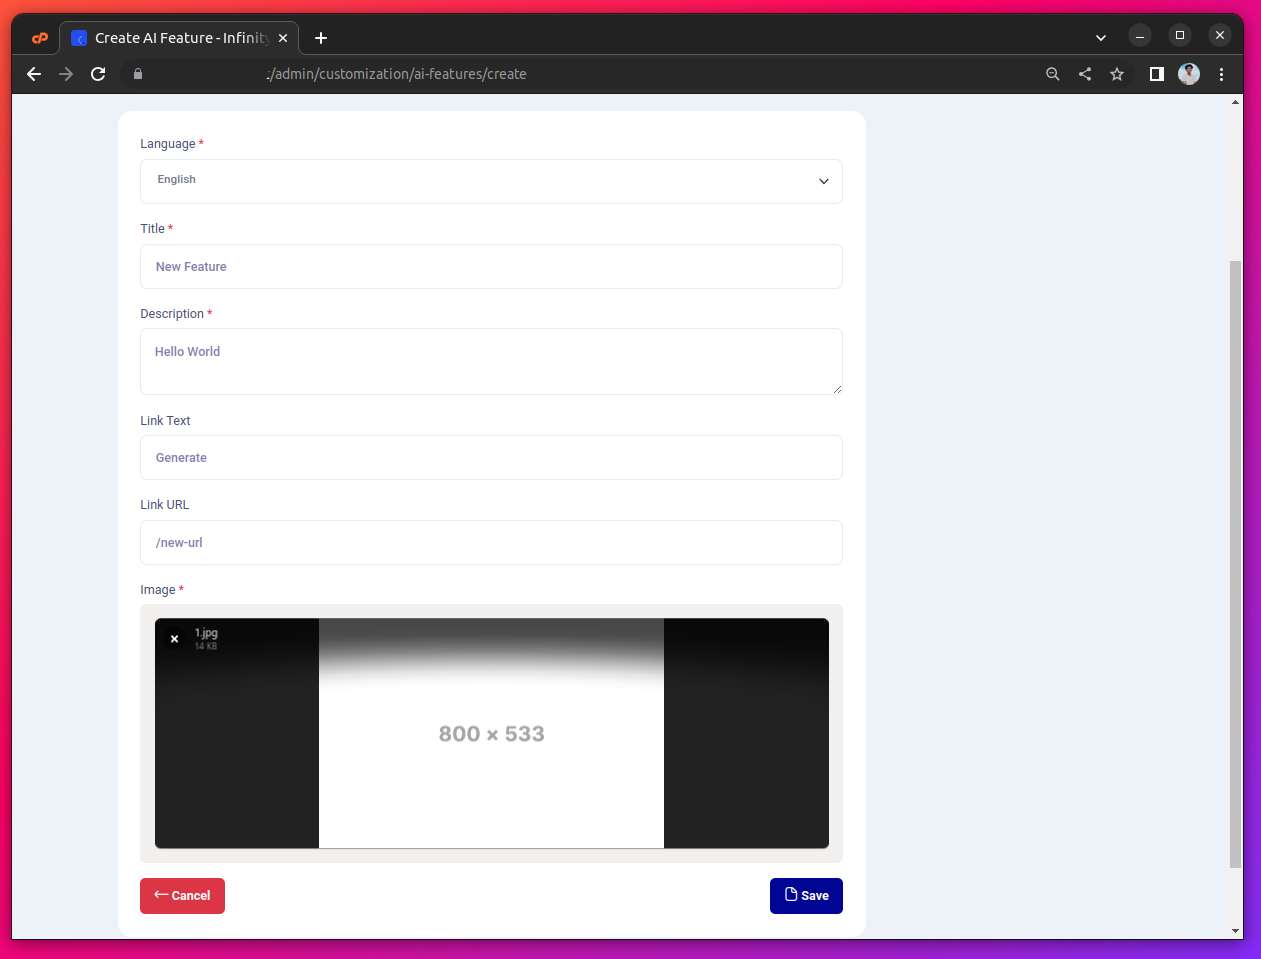 Create AI Feature - Infinity
/admin/customization/ai-features/create
Language *
English
Title *
New Feature
Description *
Hello World
Link Text
Generate
Link URL
/new-url
Image *
1.jpg
14 KB
800 × 533
Cancel
Save